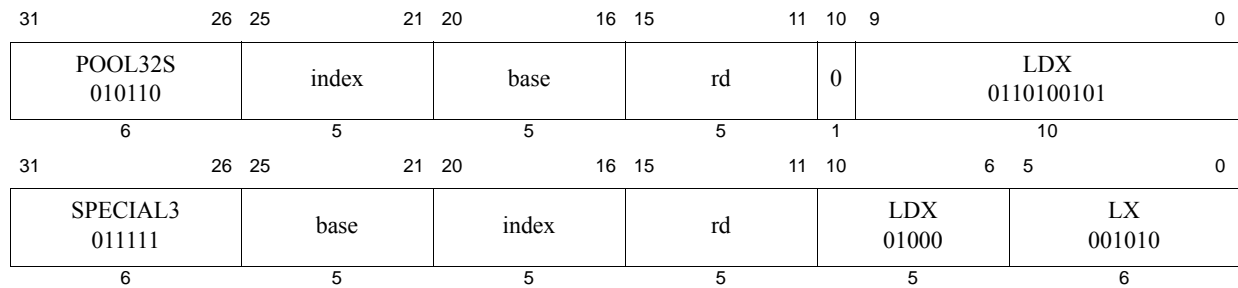 31 26 25 21 20 16 15 11 10 9 0
POOL32S index base rd 0 LDX
010110 0110100101
6 5 5 5 1 10
31 26 25 21 20 16 15 11 10 6 5 0
SPECIAL3 base index rd LDX LX
011111 01000 001010
6 5 5 5 5 6